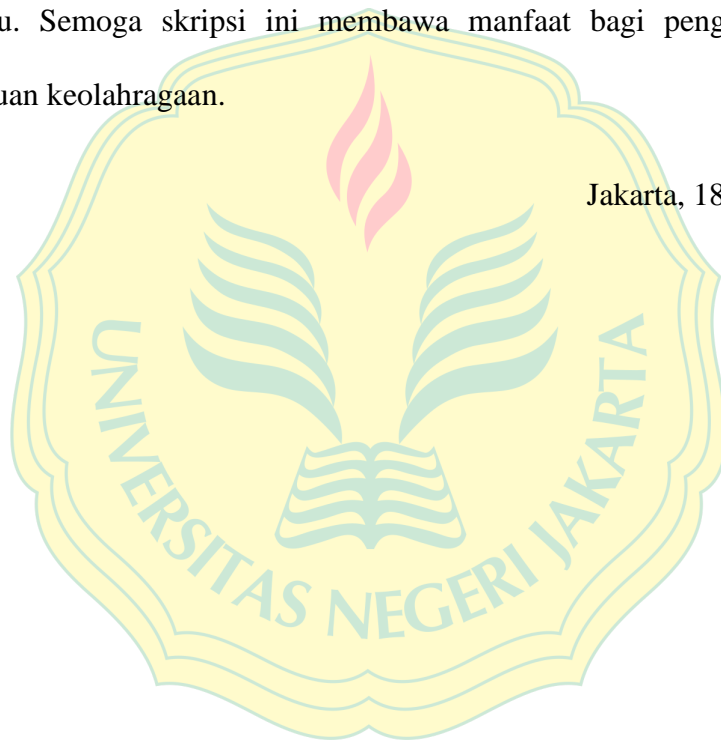 u. Semoga skripsi ini membawa manfaat bagi peng
uan keolahragaan.
Jakarta, 18
UNIVERSITAS NEGERI JAKARTA